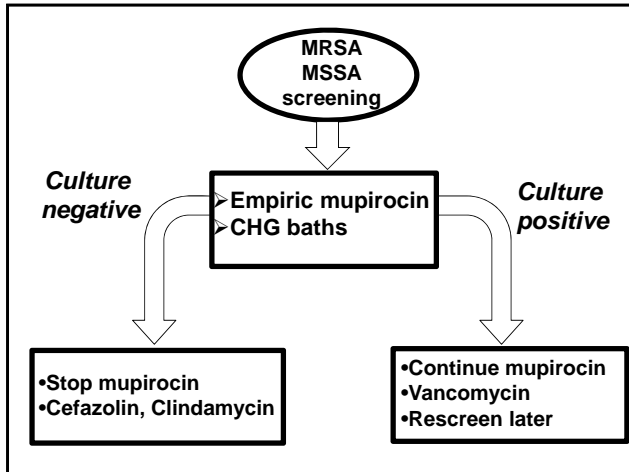 MRSA
MSSA
screening
Culture
negative
➢Empiric mupirocin
➢CHG baths
Culture
positive
•Stop mupirocin
•Cefazolin, Clindamycin
•Continue mupirocin
•Vancomycin
•Rescreen later